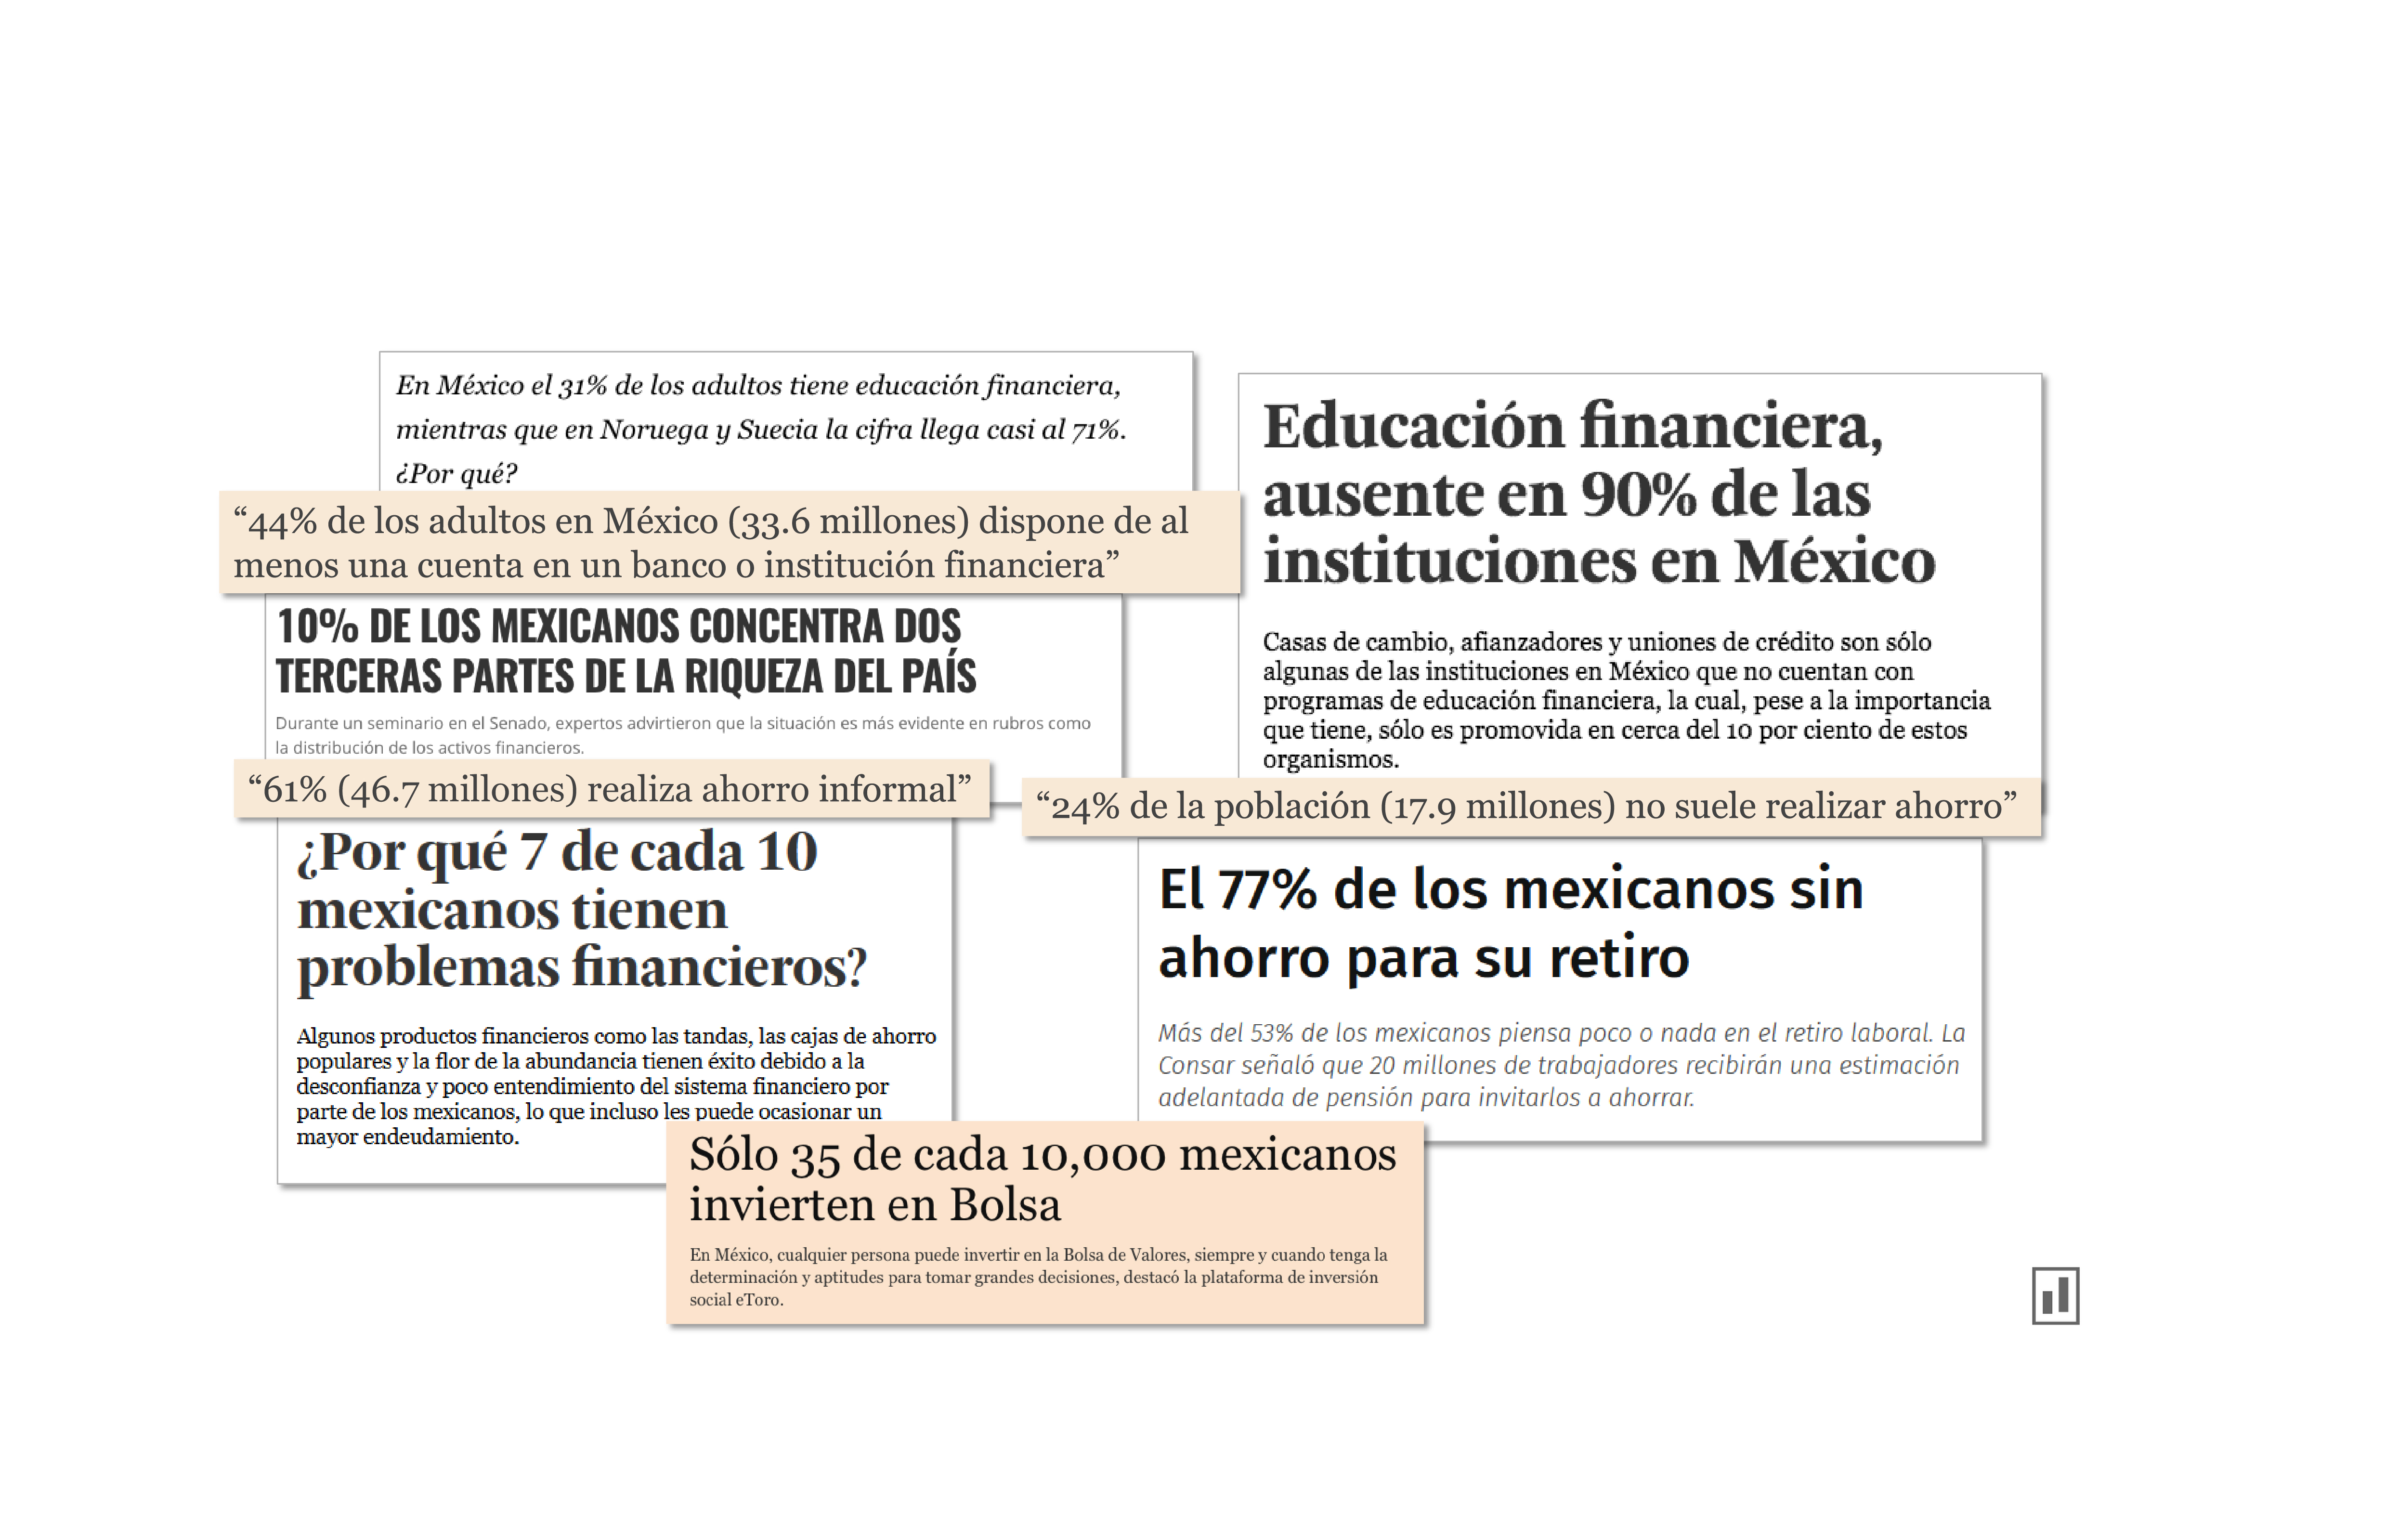 En México el 31% de los adultos tiene educación financiera,
mientras que en Noruega y Suecia la cifra llega casi al 71%.
¿Por qué?
“44% de los adultos en México (33.6 millones) dispone de al
menos una cuenta en un banco o institución financiera”
10% DE LOS MEXICANOS CONCENTRA DOS
TERCERAS PARTES DE LA RIQUEZA DEL PAÍS
Durante un seminario en el Senado, expertos advirtieron que la situación es más evidente en rubros como
la distribución de los activos financieros.
“61% (46.7 millones) realiza ahorro informal”
¿Por qué 7 de cada 10
mexicanos tienen
problemas financieros?
Algunos productos financieros como las tandas, las cajas de ahorro
populares y la flor de la abundancia tienen éxito debido a la
desconfianza y poco entendimiento del sistema financiero por
parte de los mexicanos, lo que incluso les puede ocasionar un
mayor endeudamiento.
Educación financiera,
ausente en 90% de las
instituciones en México
Casas de cambio, afianzadores y uniones de crédito son sólo
algunas de las instituciones en México que no cuentan con
programas de educación financiera, la cual, pese a la importancia
que tiene, sólo es promovida en cerca del 10 por ciento de estos
organismos.
“24% de la población (17.9 millones) no suele realizar ahorro”
El 77% de los mexicanos sin
ahorro para su retiro
Más del 53% de los mexicanos piensa poco o nada en el retiro laboral. La
Consar señaló que 20 millones de trabajadores recibirán una estimación
adelantada de pensión para invitarlos a ahorrar.
Sólo 35 de cada 10,000 mexicanos
invierten en Bolsa
En México, cualquier persona puede invertir en la Bolsa de Valores, siempre y cuando tenga la
determinación y aptitudes para tomar grandes decisiones, destacó la plataforma de inversión
social eToro.